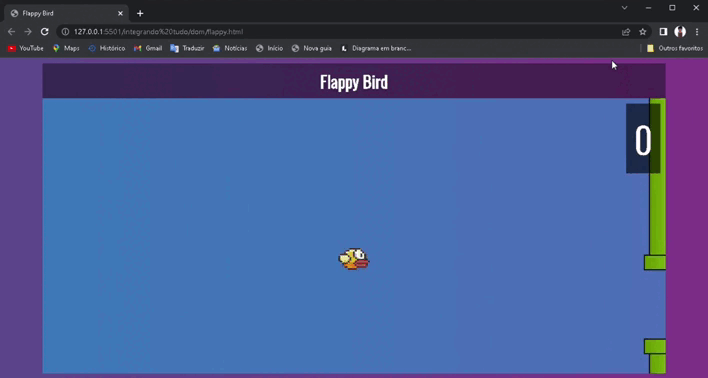 Flappy Bird
127.0.0.1:5501/integrando%20tudo/dom/flappy.html
YouTube Maps Histórico Gmail Traduzir Notícias Início Nova guia Diagrama em branc... Outros favoritos
Flappy Bird
0